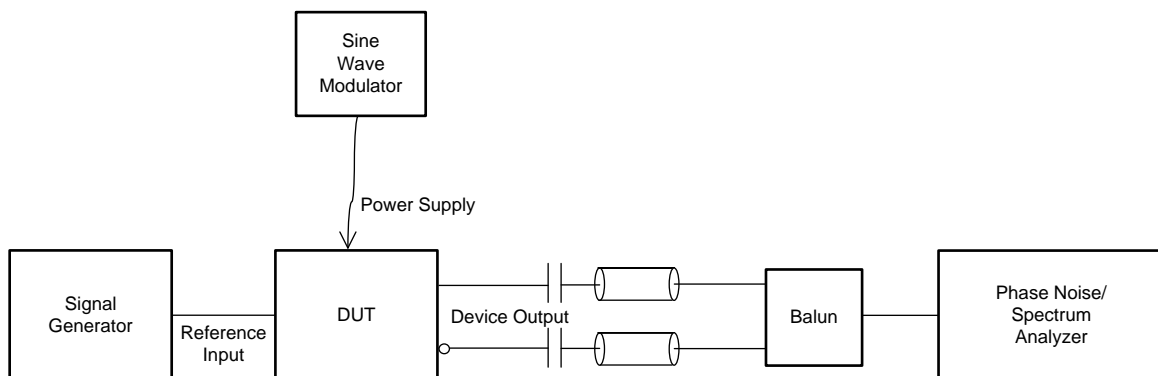 Sine
Wave
Modulator
Power Supply
Signal
Generator
Reference
Input
DUT
Device Output
Balun
Phase Noise/
Spectrum
Analyzer